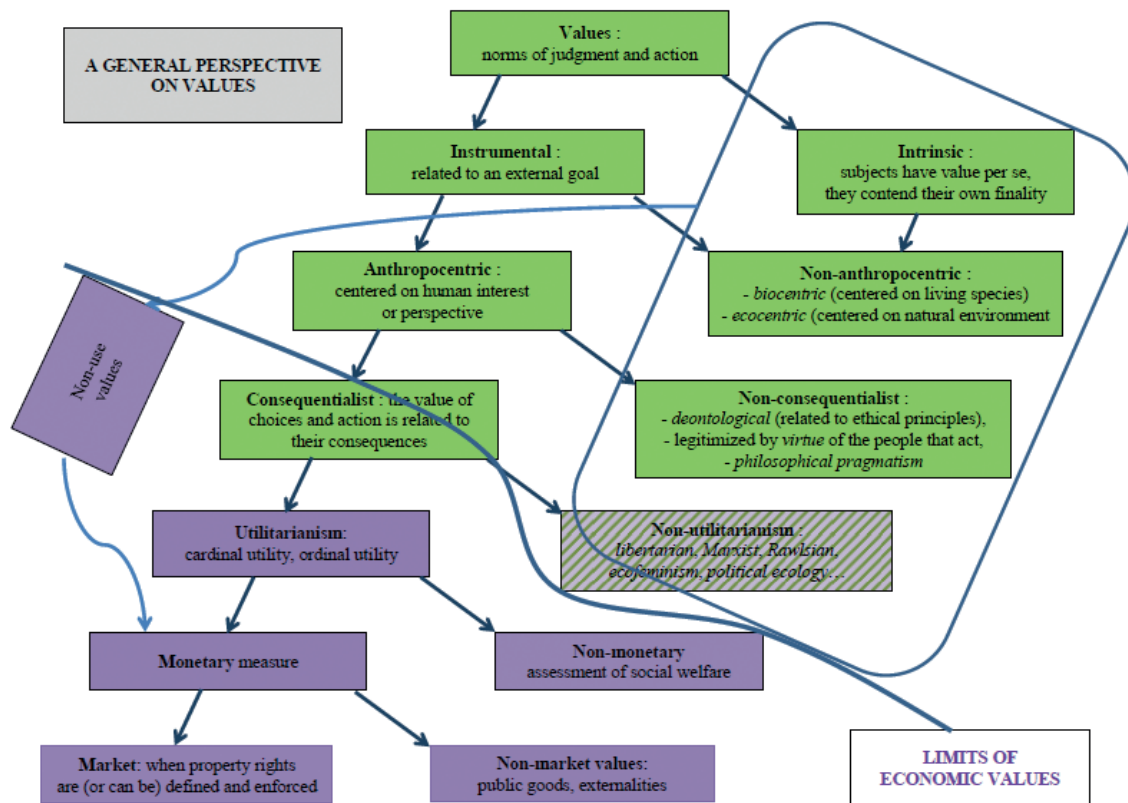 A GENERAL PERSPECTIVE
ON VALUES
Values :
norms of judgment and action
Instrumental :
related to an external goal
Intrinsic :
subjects have value per se,
they contend their own finality
Anthropocentric :
centered on human interest
or perspective
Non-anthropocentric :
- biocentric (centered on living species)
- ecocentric (centered on natural environment
Non-use
values
Consequentialist : the value of
choices and action is related to
their consequences
Non-consequentialist :
- deontological (related to ethical principles),
- legitimized by virtue of the people that act,
- philosophical pragmatism
Utilitarianism:
cardinal utility, ordinal utility
Non-utilitarianism :
libertarian, Marxist, Rawlsian,
ecofeminism, political ecology…
Monetary measure
Non-monetary
assessment of social welfare
Market: when property rights
are (or can be) defined and enforced
Non-market values:
public goods, externalities
LIMITS OF
ECONOMIC VALUES